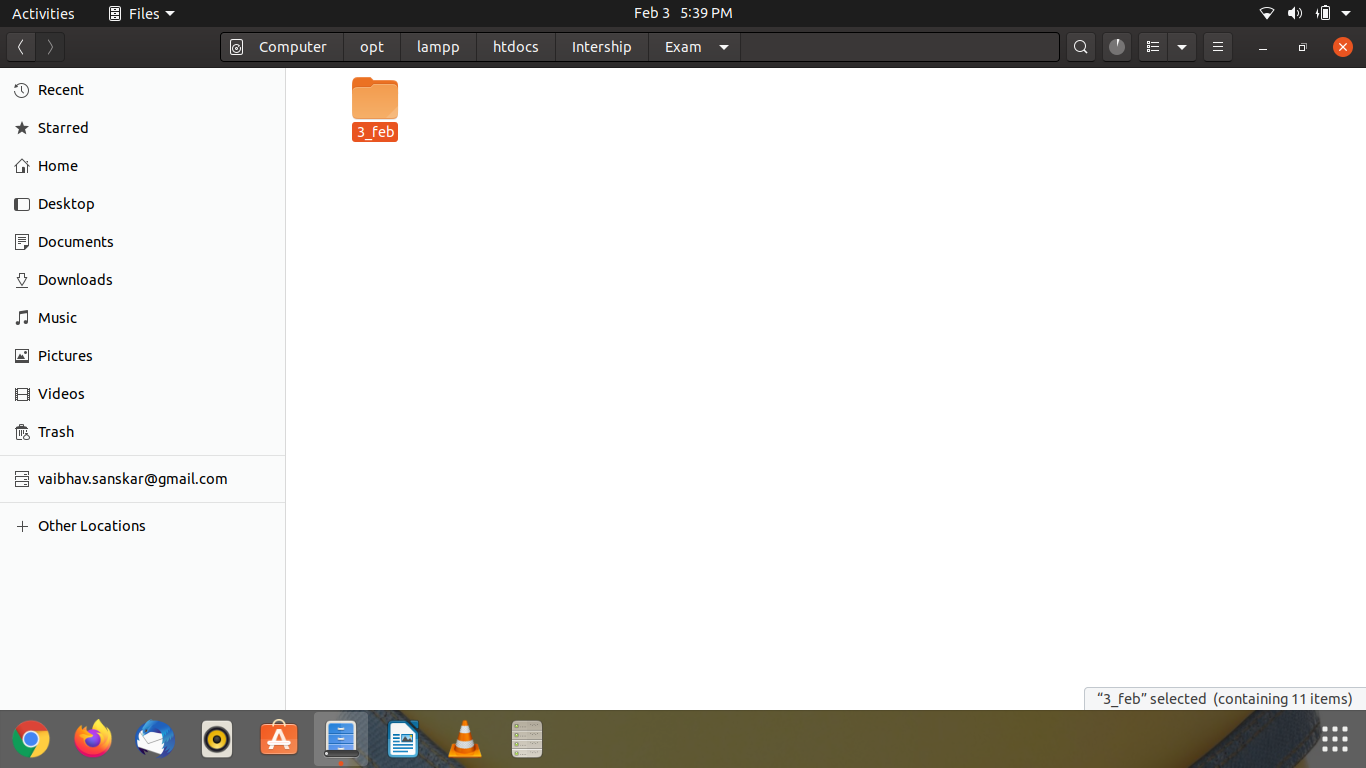 Activities Files Feb 3 5:39 PM
Computer opt lampp htdocs Intership Exam
Recent
Starred
Home
Desktop
Documents
Downloads
Music
Pictures
Videos
Trash
vaibhav.sanskar@gmail.com
Other Locations
3_feb
“3_feb” selected (containing 11 items)